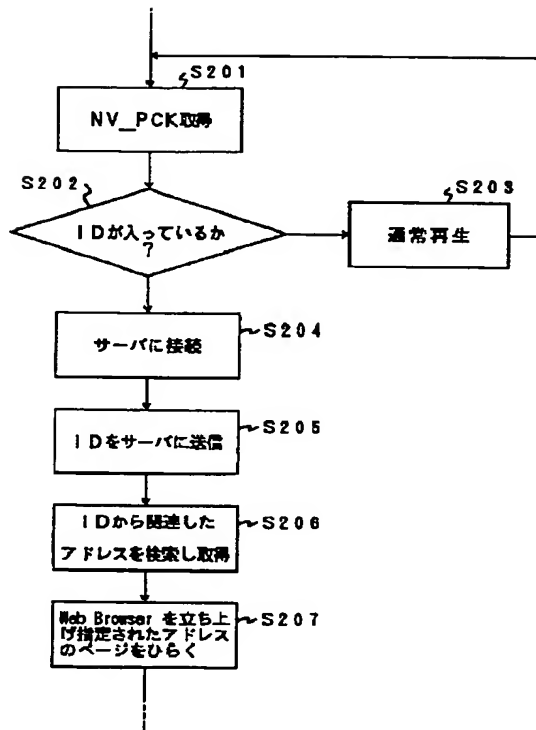 S201
NV_PCK取得
S202
IDが入っているか
?
S203
通常再生
サーバに接続
S204
IDをサーバに送信
S205
IDから関連した
アドレスを検索し取得
S206
Web Browser を立ち上
げ指定されたアドレス
のページをひらく
S207